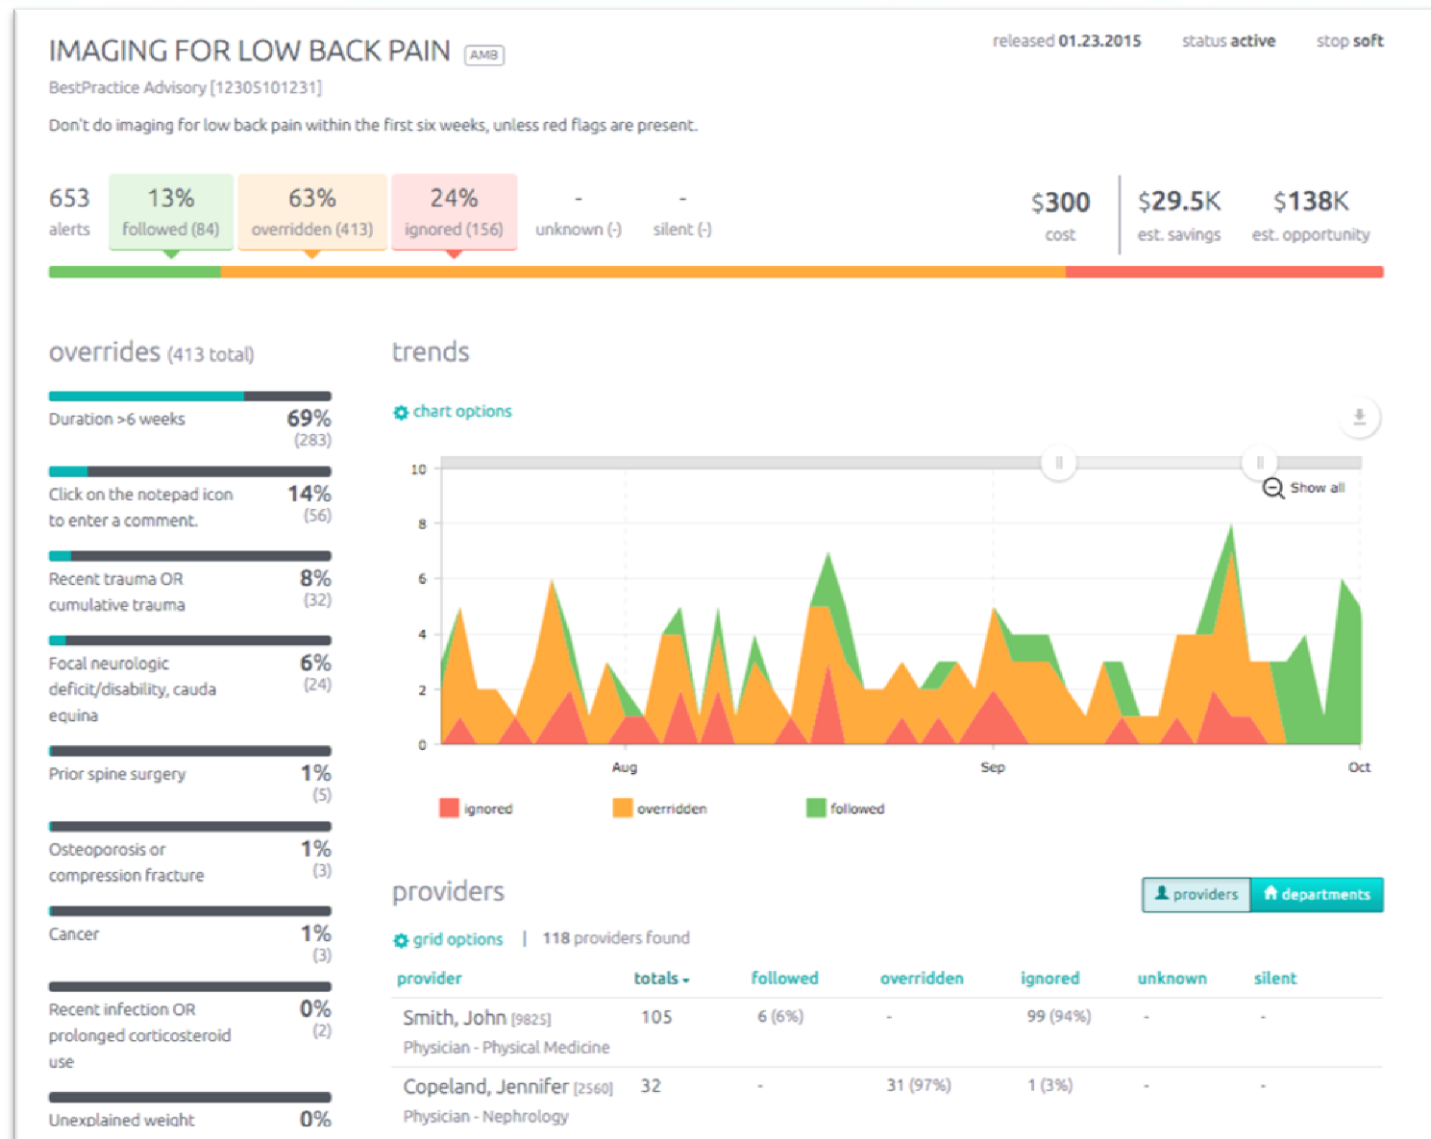 IMAGING FOR LOW BACK PAIN AMB
released 01.23.2015 status active stop soft
BestPractice Advisory [12305101231]
Don't do imaging for low back pain within the first six weeks, unless red flags are present.
653 13% 63% 24% - - $300 $29.5K $138K
alerts followed (84) overridden (413) ignored (156) unknown (-) silent (-) cost est. savings est. opportunity
overrides (413 total)
Duration >6 weeks 69%
(283)
Click on the notepad icon 14%
to enter a comment. (56)
Recent trauma OR 8%
cumulative trauma (32)
Focal neurologic 6%
deficit/disability, cauda (24)
equina
Prior spine surgery 1%
(5)
Osteoporosis or 1%
compression fracture (3)
Cancer 1%
(3)
Recent infection OR 0%
prolonged corticosteroid (2)
use
Unexplained weight 0%
trends
chart options
Show all
10
8
6
4
2
0
Aug Sep Oct
ignored overridden followed
providers
providers departments
grid options | 118 providers found
provider totals followed overridden ignored unknown silent
Smith, John [9825] 105 6 (6%) - 99 (94%) - -
Physician - Physical Medicine
Copeland, Jennifer [2560] 32 - 31 (97%) 1 (3%) - -
Physician - Nephrology